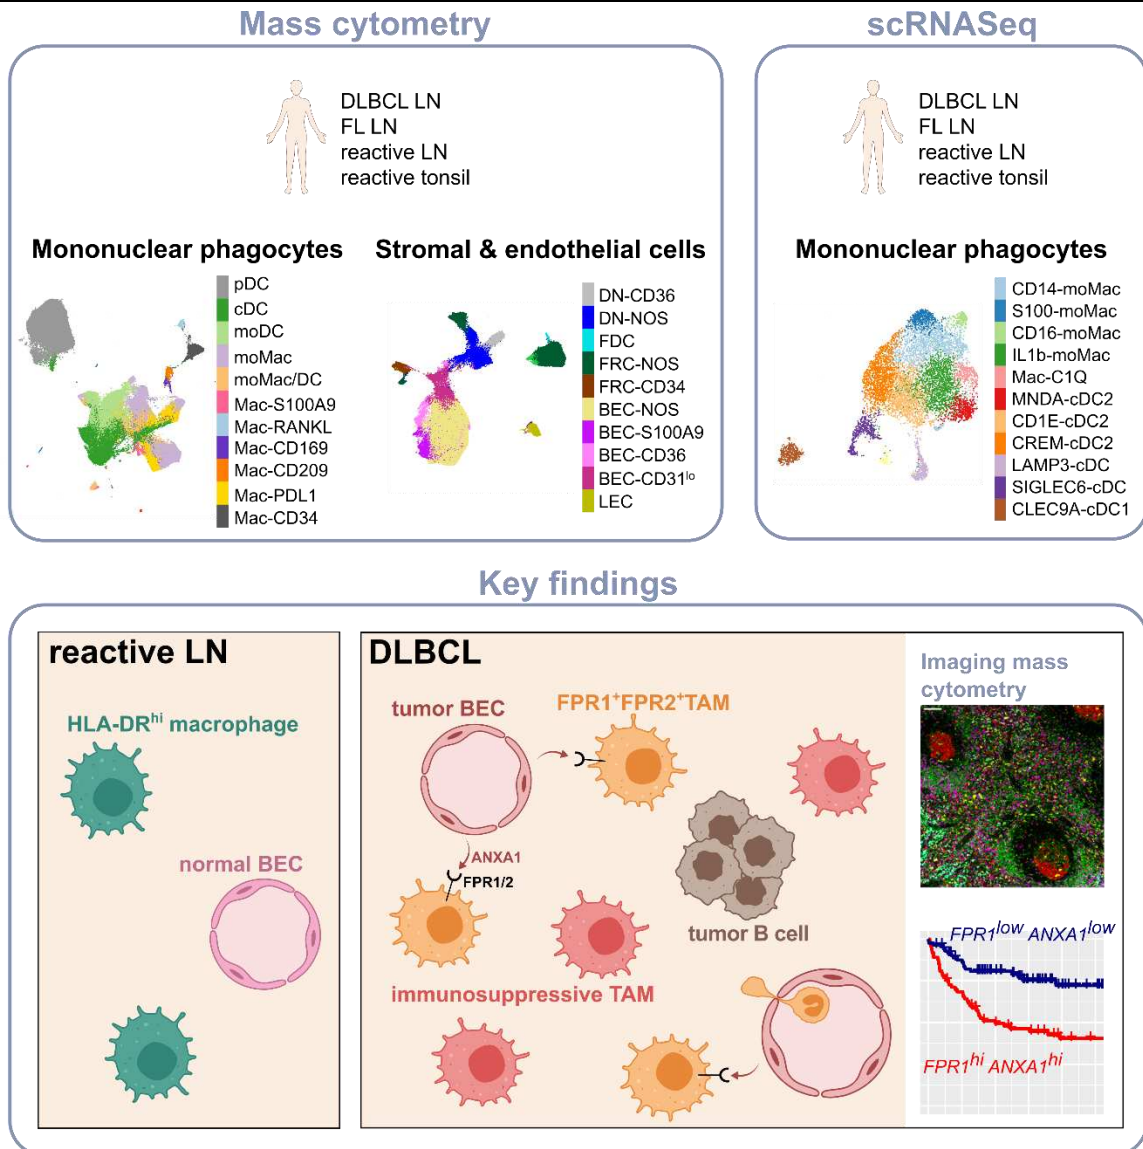 Mass cytometry
DLBCL LN
FL LN
reactive LN
reactive tonsil
Mononuclear phagocytes
pDC
cDC
moDC
moMac
moMac/DC
Mac-S100A9
Mac-RANKL
Mac-CD169
Mac-CD209
Mac-PDL1
Mac-CD34
Stromal & endothelial cells
DN-CD36
DN-NOS
FDC
FRC-NOS
FRC-CD34
BEC-NOS
BEC-S100A9
BEC-CD36
BEC-CD31lo
LEC
scRNASeq
DLBCL LN
FL LN
reactive LN
reactive tonsil
Mononuclear phagocytes
CD14-moMac
S100-moMac
CD16-moMac
IL1b-moMac
Mac-C1Q
MNDA-cDC2
CD1E-cDC2
CREM-cDC2
LAMP3-cDC
SIGLEC6-cDC
CLEC9A-cDC1
Key findings
reactive LN
HLA-DRhi macrophage
normal BEC
DLBCL
tumor BEC
FPR1+FPR2+TAM
ANXA1
FPR1/2
tumor B cell
immunosuppressive TAM
Imaging mass
cytometry
FPR1low ANXA1low
FPR1hi ANXA1hi